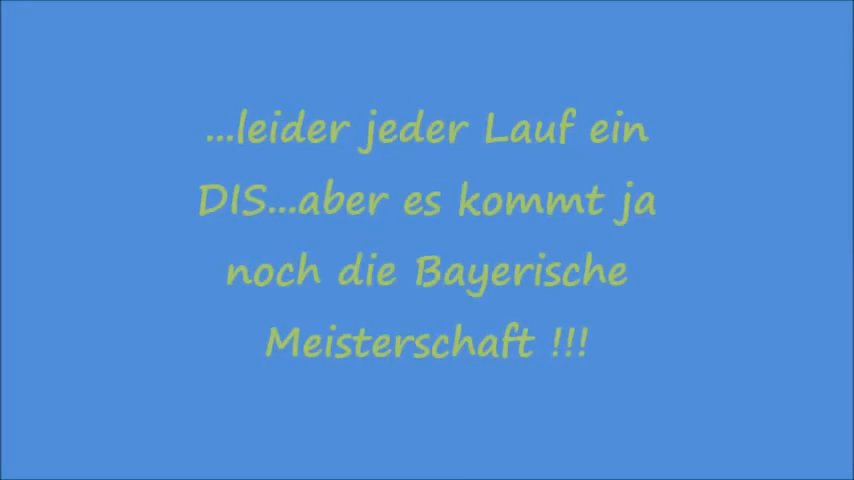 ...leider jeder Lauf ein
DIS...aber es kommt ja
noch die Bayerische
Meisterschaft !!!